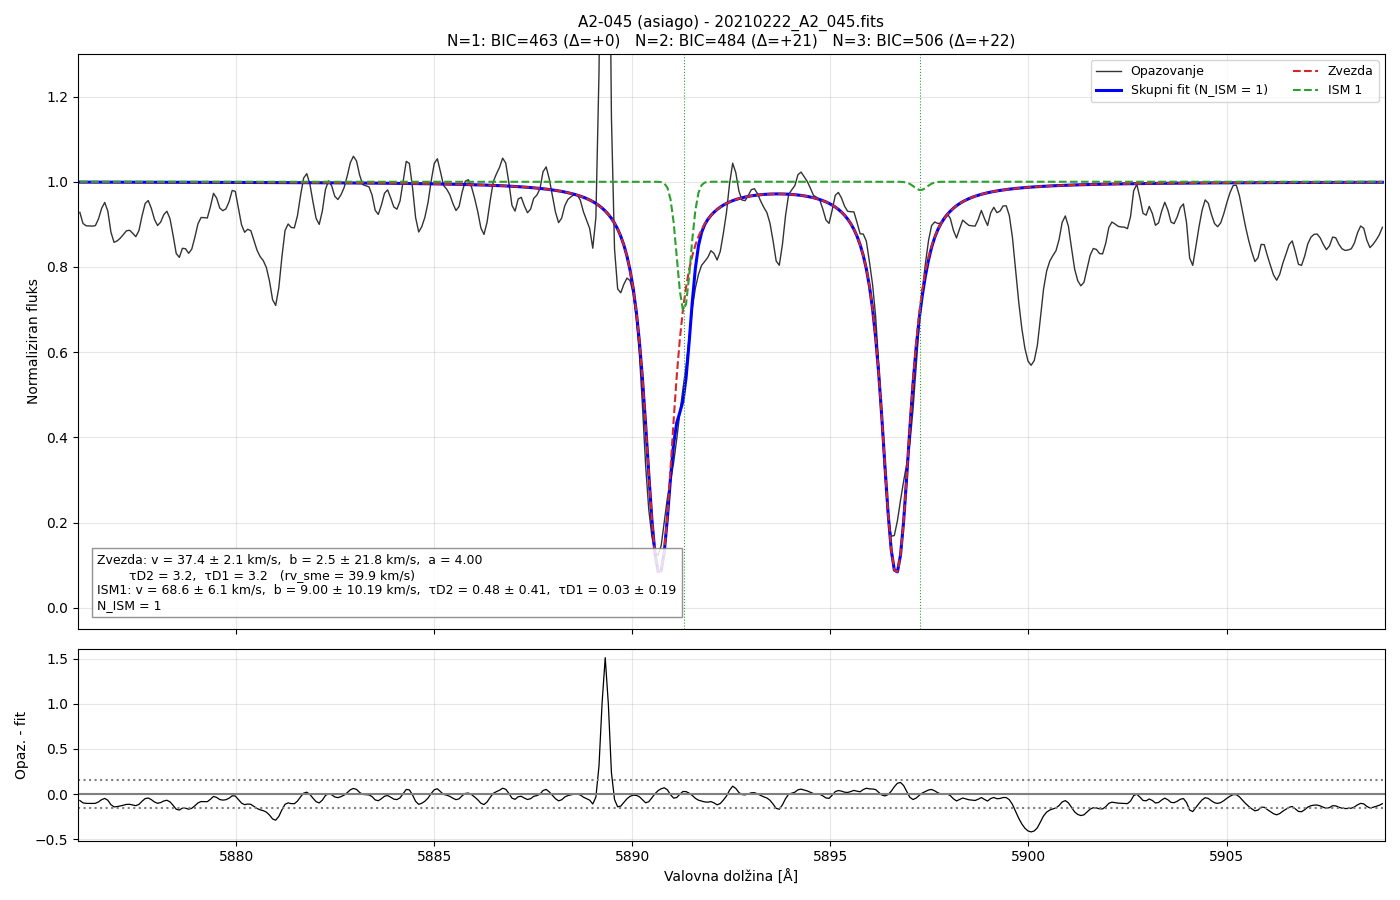 A2-045 (asiago) - 20210222_A2_045.fits
N=1: BIC=463 (Δ=+0)   N=2: BIC=484 (Δ=+21)   N=3: BIC=506 (Δ=+22)
Opazovanje
Skupni fit (N_ISM = 1)
Zvezda
ISM 1
Normaliziran fluks
1.2
1.0
0.8
0.6
0.4
0.2
0.0
Zvezda: v = 37.4 ± 2.1 km/s,  b = 2.5 ± 21.8 km/s,  a = 4.00
τD2 = 3.2,  τD1 = 3.2   (rv_sme = 39.9 km/s)
ISM1: v = 68.6 ± 6.1 km/s,  b = 9.00 ± 10.19 km/s,  τD2 = 0.48 ± 0.41,  τD1 = 0.03 ± 0.19
N_ISM = 1
Opaz. - fit
1.5
1.0
0.5
0.0
−0.5
5880 5885 5890 5895 5900 5905
Valovna dolžina [Å]